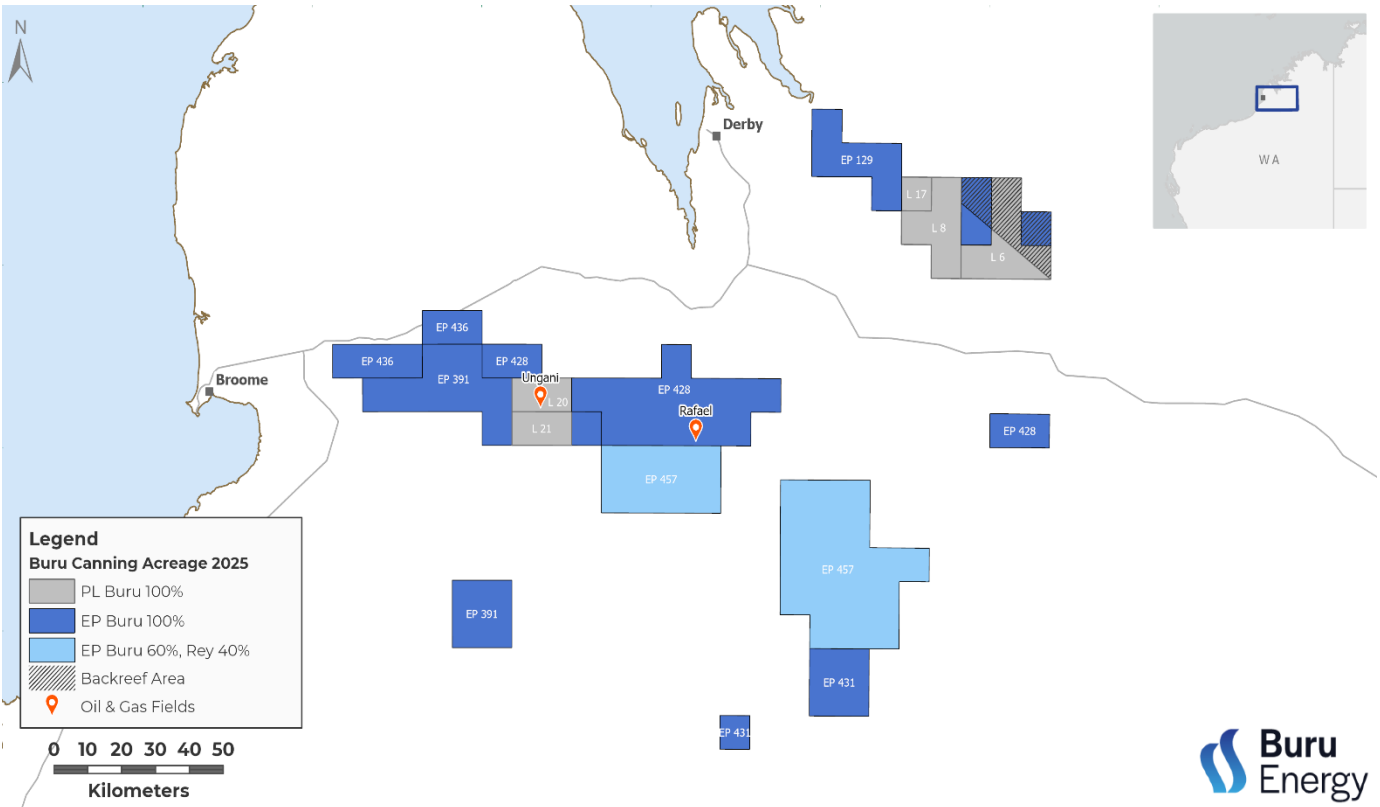 N
Derby
WA
EP 129
L 17
L 8
L 6
EP 436
EP 436
EP 428
EP 391
Ungani
L 20
EP 428
Rafael
L 21
Broome
EP 428
EP 457
EP 457
EP 391
EP 431
EP 431
Legend
Buru Canning Acreage 2025
PL Buru 100%
EP Buru 100%
EP Buru 60%, Rey 40%
Backreef Area
Oil & Gas Fields
0 10 20 30 40 50
Kilometers
Buru
Energy